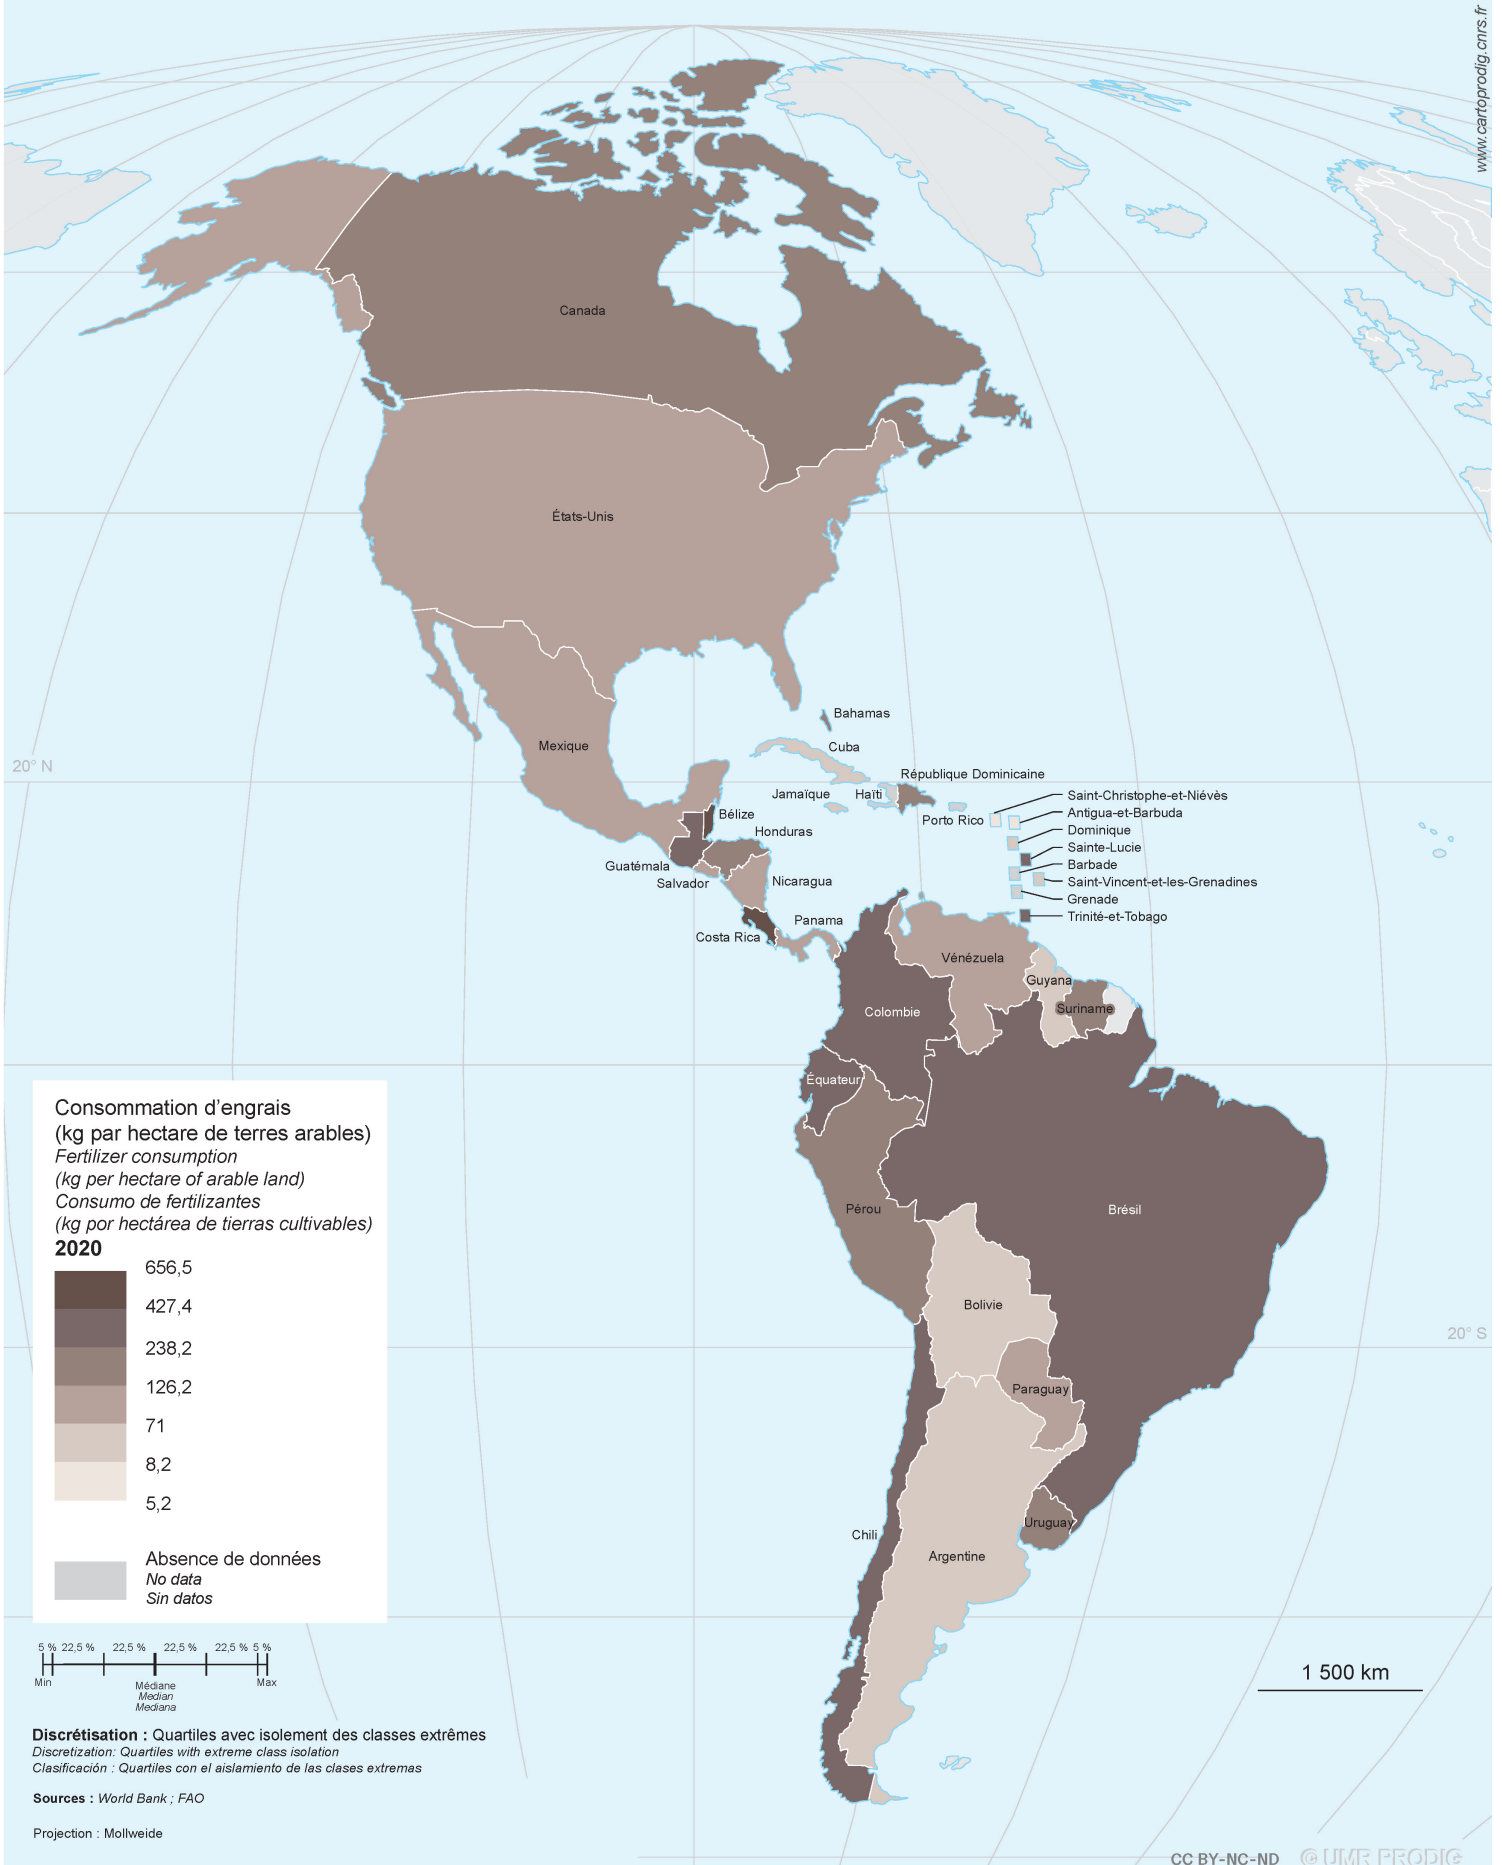 www.cartoprodig.cnrs.fr
Canada
États-Unis
Bahamas
Mexique
Cuba
20° N
République Dominicaine
Jamaïque
Haïti
Saint-Christophe-et-Niévès
Porto Rico
Antigua-et-Barbuda
Bélize
Dominique
Honduras
Sainte-Lucie
Guatémala
Barbade
Salvador
Nicaragua
Saint-Vincent-et-les-Grenadines
Grenade
Panama
Trinité-et-Tobago
Costa Rica
Vénézuela
Guyana
Colombie
Suriname
Équateur
Pérou
Brésil
Bolivie
20° S
Paraguay
Uruguay
Chili
Argentine
Consommation d'engrais
(kg par hectare de terres arables)
Fertilizer consumption
(kg per hectare of arable land)
Consumo de fertilizantes
(kg por hectárea de tierras cultivables)
2020
656,5
427,4
238,2
126,2
71
8,2
5,2
Absence de données
No data
Sin datos
5 % 22,5 % 22,5 % 22,5 % 22,5 % 5 %
Min Max
Médiane
Median
Mediana
1 500 km
Discrétisation : Quartiles avec isolement des classes extrêmes
Discretization: Quartiles with extreme class isolation
Clasificación : Quartiles con el aislamiento de las clases extremas
Sources : World Bank ; FAO
Projection : Mollweide
CC BY-NC-ND © UMR PRODIG